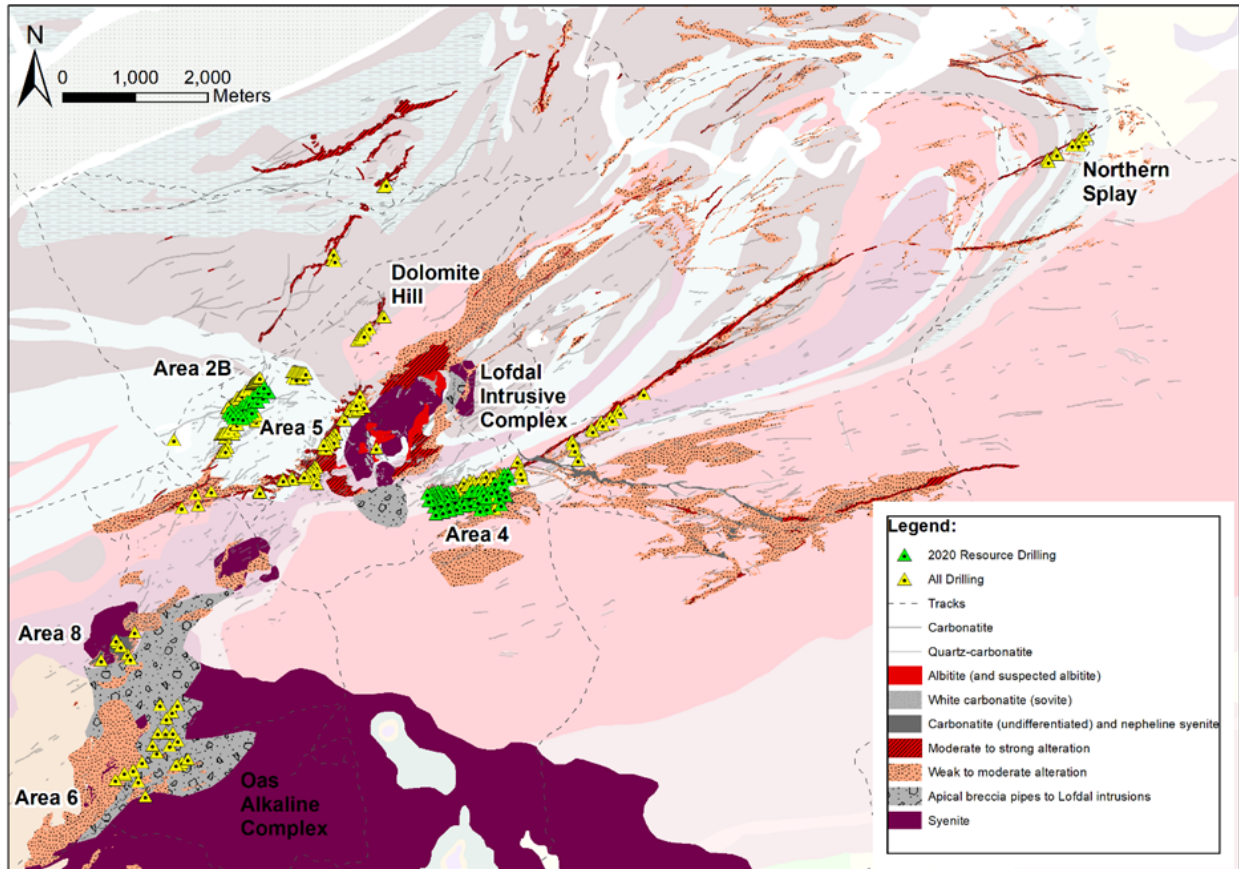 N
0 1,000 2,000
Meters
Northern
Splay
Dolomite
Hill
Area 2B
Lofdal
Intrusive
Complex
Area 5
Area 4
Area 8
Area 6
Oas
Alkaline
Complex
Legend:
2020 Resource Drilling
All Drilling
Tracks
Carbonatite
Quartz-carbonatite
Albitite (and suspected albitite)
White carbonatite (sovite)
Carbonatite (undifferentiated) and nepheline syenite
Moderate to strong alteration
Weak to moderate alteration
Apical breccia pipes to Lofdal intrusions
Syenite